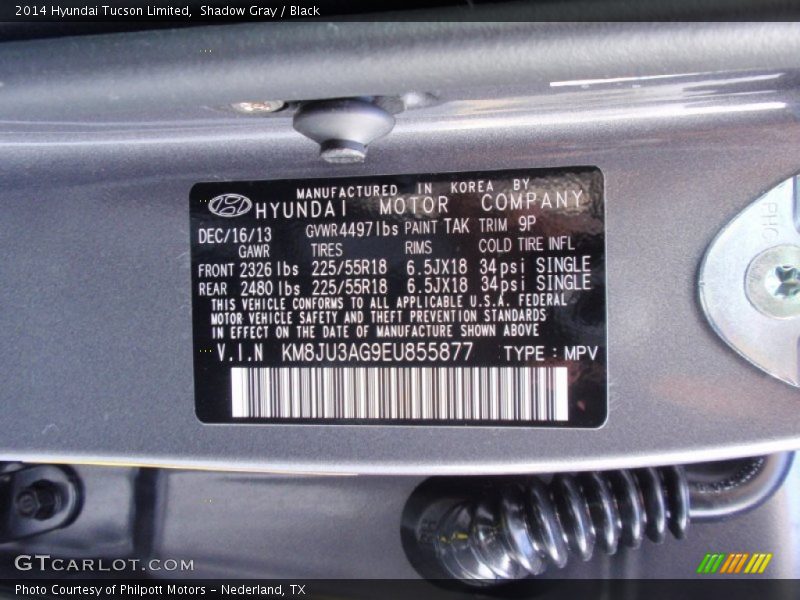 2014 Hyundai Tucson Limited, Shadow Gray / Black
MANUFACTURED IN KOREA BY
HYUNDAI MOTOR COMPANY
DEC/16/13 GVWR4497lbs PAINT TAK TRIM 9P
GAWR TIRES RIMS COLD TIRE INFL
FRONT 2326 lbs 225/55R18 6.5JX18 34psi SINGLE
REAR 2480 lbs 225/55R18 6.5JX18 34psi SINGLE
THIS VEHICLE CONFORMS TO ALL APPLICABLE U.S.A. FEDERAL
MOTOR VEHICLE SAFETY AND THEFT PREVENTION STANDARDS
IN EFFECT ON THE DATE OF MANUFACTURE SHOWN ABOVE
V.I.N KM8JU3AG9EU855877 TYPE : MPV
PHC
GTCARLOT.COM
Photo Courtesy of Philpott Motors - Nederland, TX